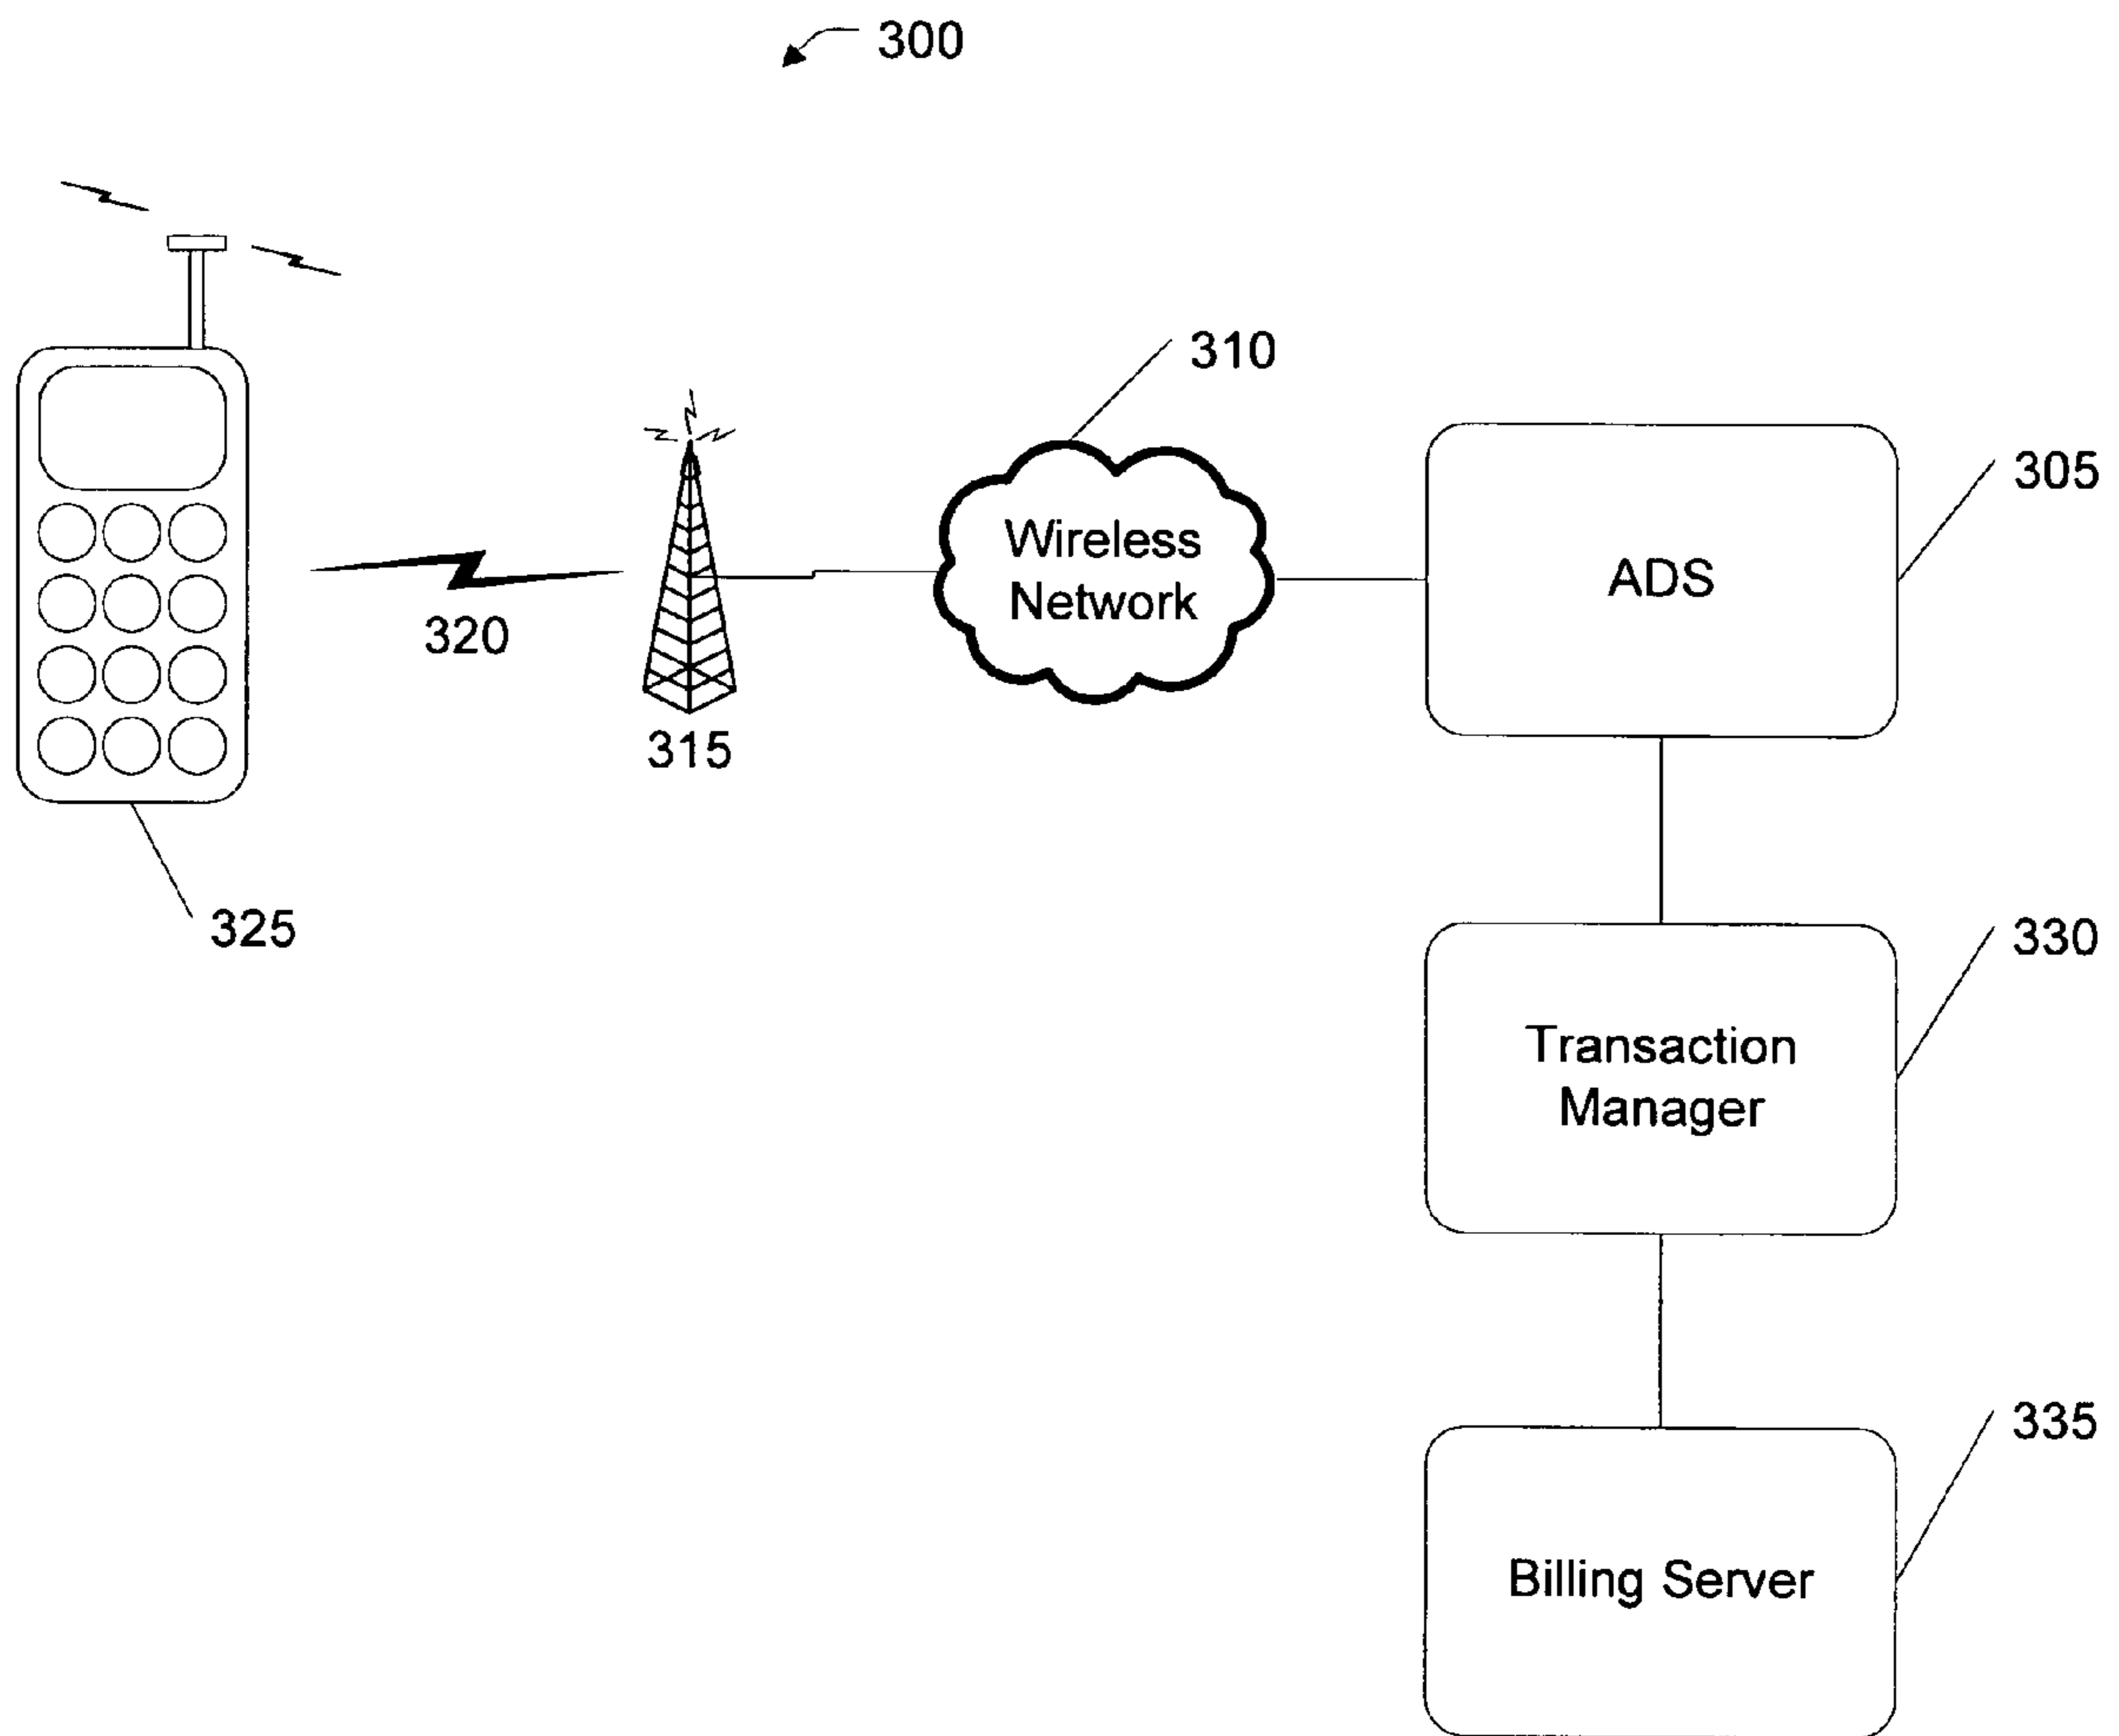 300
310
305
Wireless
Network
ADS
320
315
325
330
Transaction
Manager
335
Billing Server